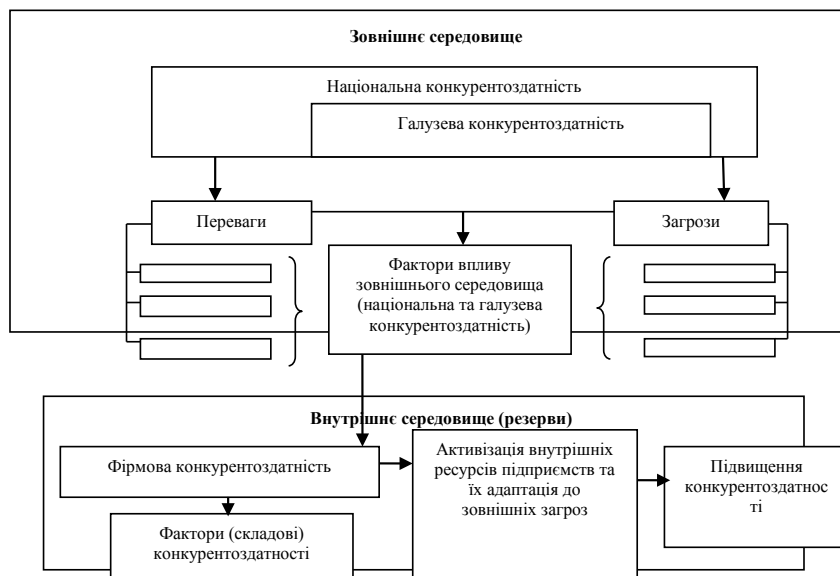 Зовнішнє середовище
Національна конкурентоздатність
Галузева конкурентоздатність
Переваги
Загрози
Фактори впливу
зовнішнього середовища
(національна та галузева
конкурентоздатність)
Внутрішнє середовище (резерви)
Фірмова конкурентоздатність
Активізація внутрішніх
ресурсів підприємств та
їх адаптація до
зовнішніх загроз
Підвищення
конкурентоздатнос
ті
Фактори (складові)
конкурентоздатності